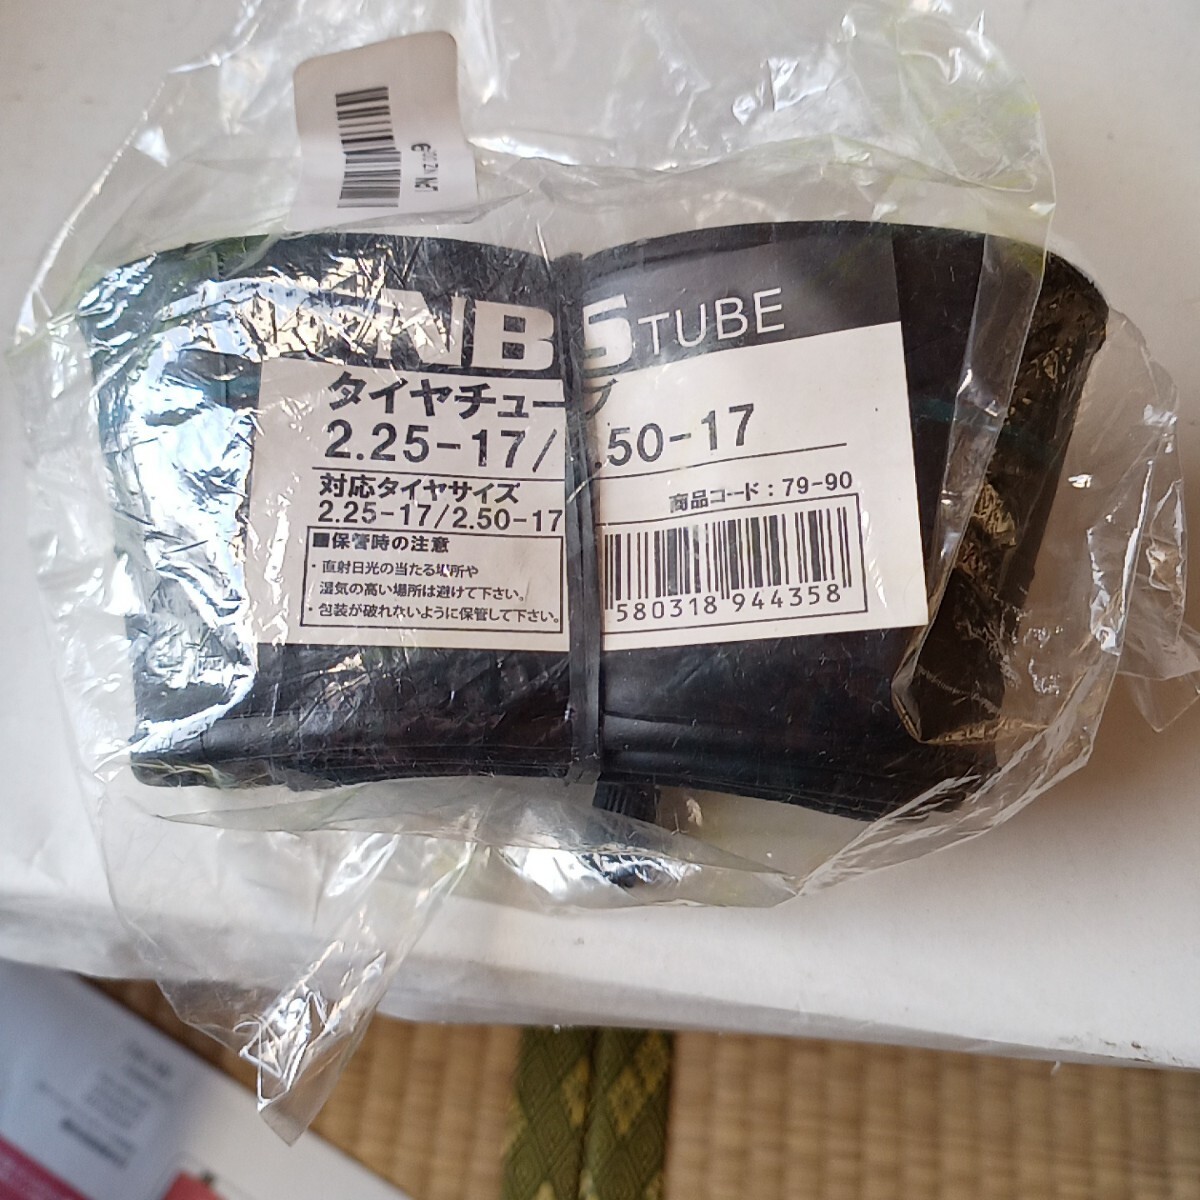 NB S TUBE
タイヤチューブ
2.25-17/2.50-17
対応タイヤサイズ
2.25-17/2.50-17
商品コード：79-90
■保管時の注意
・直射日光の当たる場所や
湿気の高い場所は避けて下さい。
・包装が破れないように保管して下さい。
580318 944358